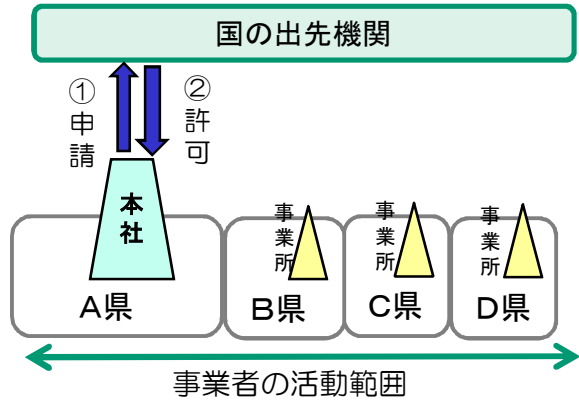 国の出先機関
①申請
②許可
本社
事業所
事業所
事業所
A県
B県
C県
D県
事業者の活動範囲